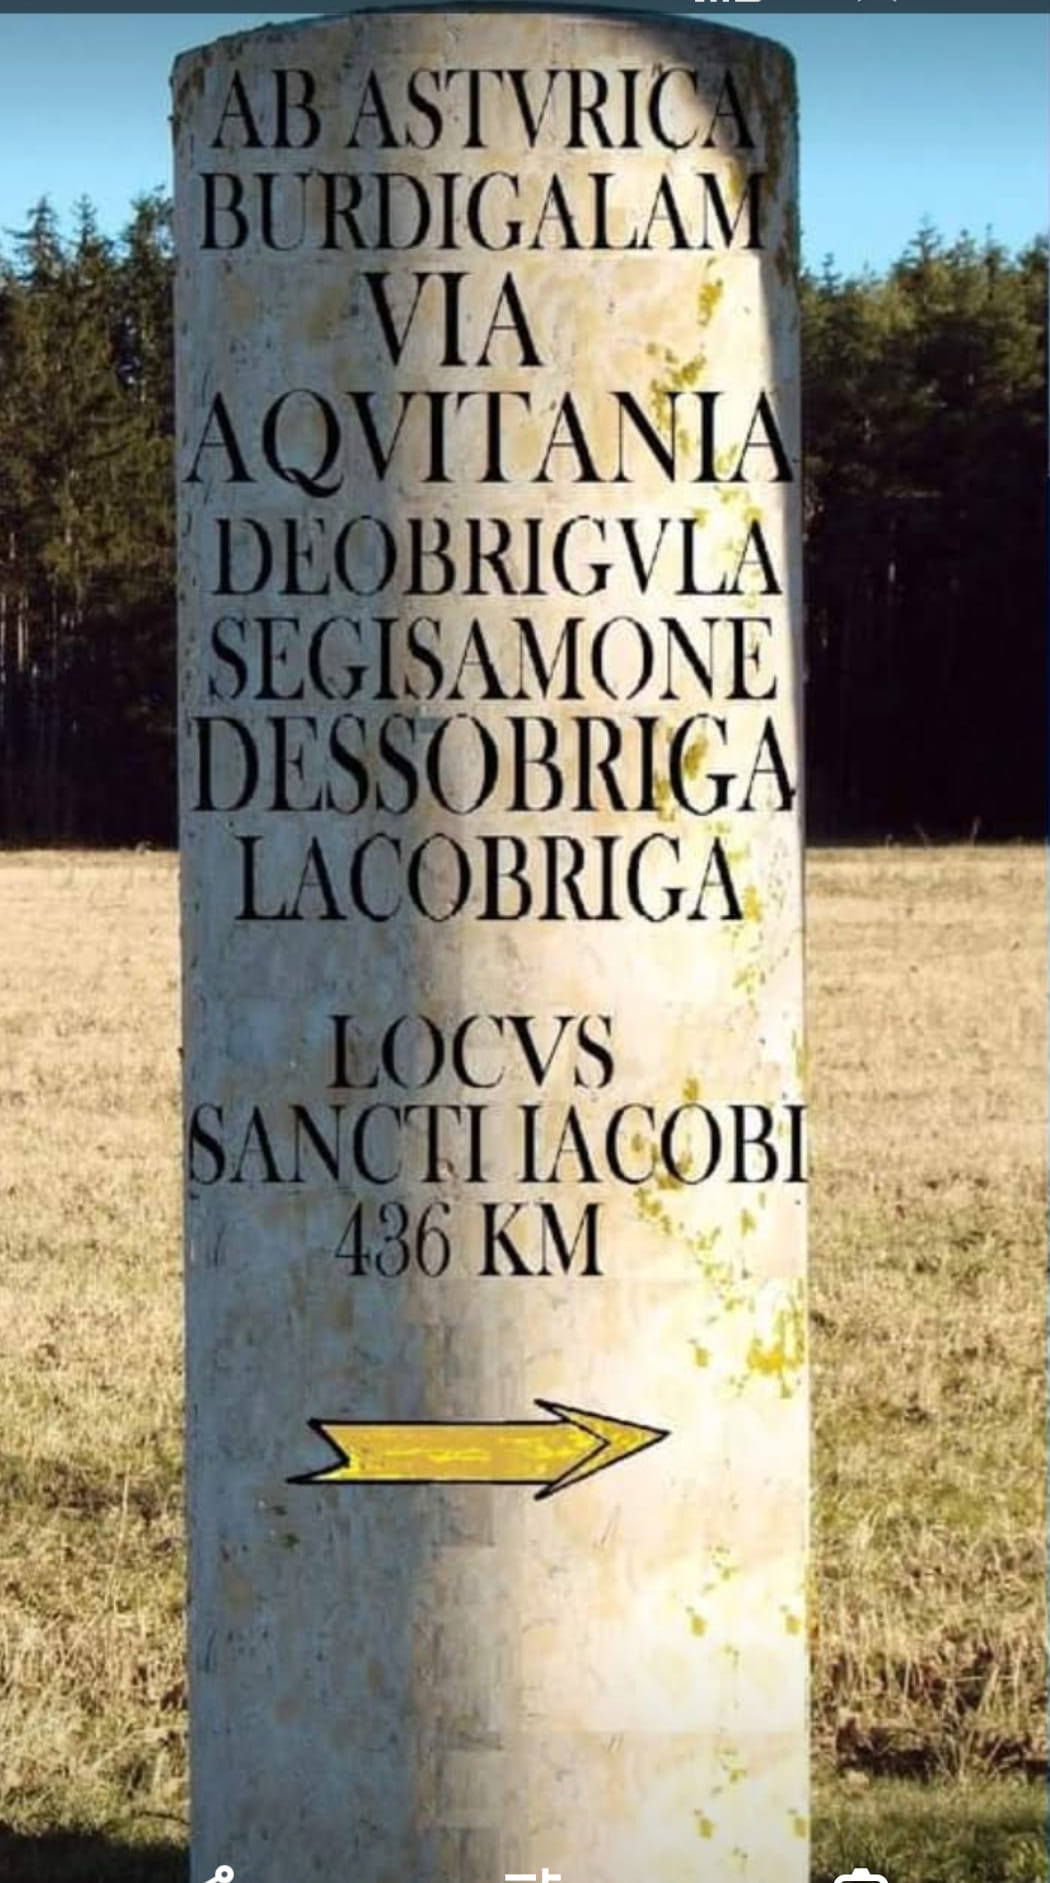 AB ASTVRICA
BURDIGALAM
VIA
AQVITANIA
DEOBRIGVLA
SEGISAMONE
DESSOBRIGA
LACOBRIGA
LOCVS
SANCTI IACOBI
436 KM